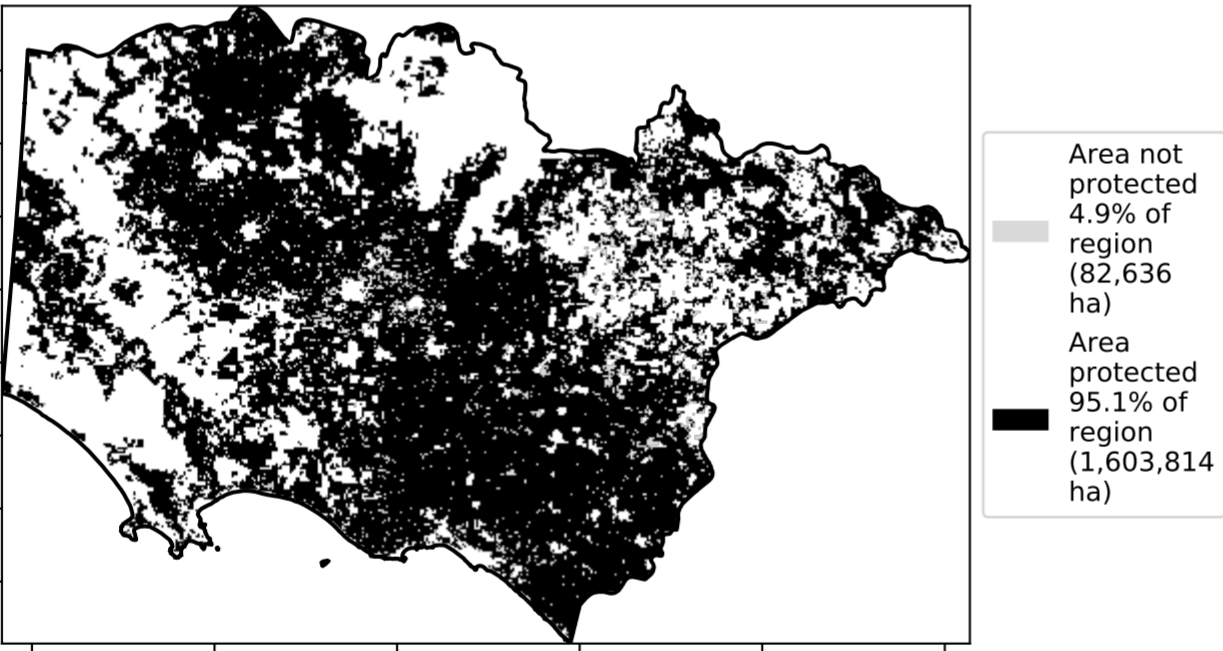 Area not
protected
4.9% of
region
(82,636
ha)
Area
protected
95.1% of
region
(1,603,814
ha)